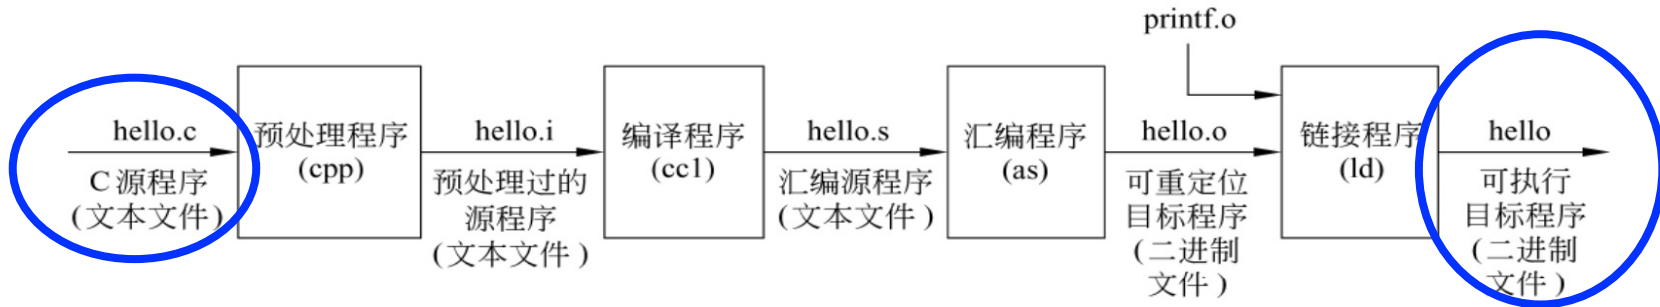 printf.o
hello.c
C 源程序
(文本文件)
预处理程序
(cpp)
hello.i
预处理过的
源程序
(文本文件)
编译程序
(cc1)
hello.s
汇编源程序
(文本文件)
汇编程序
(as)
hello.o
可重定位
目标程序
(二进制
文件)
链接程序
(ld)
hello
可执行
目标程序
(二进制
文件)